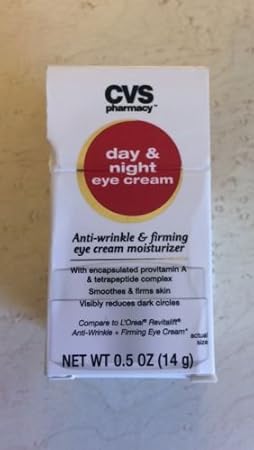 CVS
pharmacy™
day &
night
eye cream
Anti-wrinkle & firming
eye cream moisturizer
With encapsulated provitamin A
& tetrapeptide complex
Smoothes & firms skin
Visibly reduces dark circles
Compare to L'Oreal® Revitalift®
Anti-Wrinkle + Firming Eye Cream*
actual
size
NET WT 0.5 OZ (14 g)